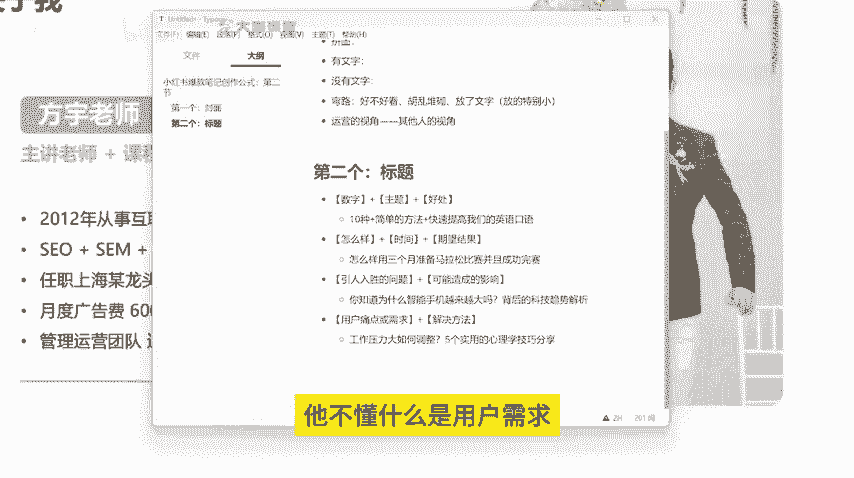 方宇老师
主讲老师 + 课程
• 2012年从事互联
• SEO + SEM +
• 任职上海某龙头
• 月度广告费 600
• 管理运营团队
Untitled - Typora
文件(F) 编辑(E) 段落(P) 格式(O) 视图(V) 主题(T) 帮助(H)
文件 大纲
小红书爆款笔记创作公式：第二
节
第一个：封面
第二个：标题
• 有文字：
• 没有文字：
• 弯路：好不好看、胡乱堆砌、放了文字（放的特别小）
• 运营的视角——其他人的视角
第二个：标题
• 【数字】+【主题】+【好处】
◦ 10种+简单的方法+快速提高我们的英语口语
• 【怎么样】+【时间】+【期望结果】
◦ 怎么样用三个月准备马拉松比赛并且成功完赛
• 【引人入胜的问题】+【可能造成的影响】
◦ 你知道为什么智能手机越来越大吗？背后的科技趋势解析
• 【用户痛点或需求】+【解决方法】
◦ 工作压力大如何调整？5个实用的心理学技巧分享
ZH 201 词
他不懂什么是用户需求